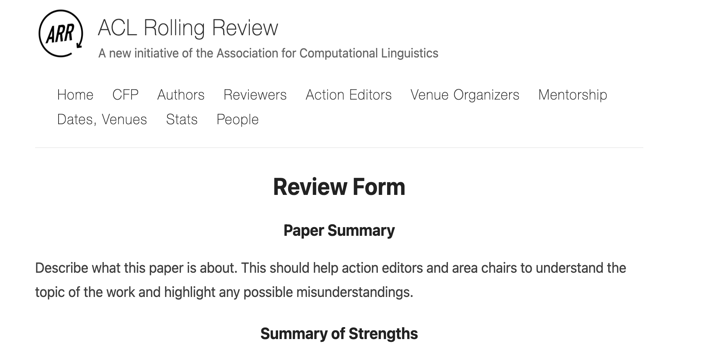 ARR
ACL Rolling Review
A new initiative of the Association for Computational Linguistics
Home CFP Authors Reviewers Action Editors Venue Organizers Mentorship
Dates, Venues Stats People
Review Form
Paper Summary
Describe what this paper is about. This should help action editors and area chairs to understand the
topic of the work and highlight any possible misunderstandings.
Summary of Strengths